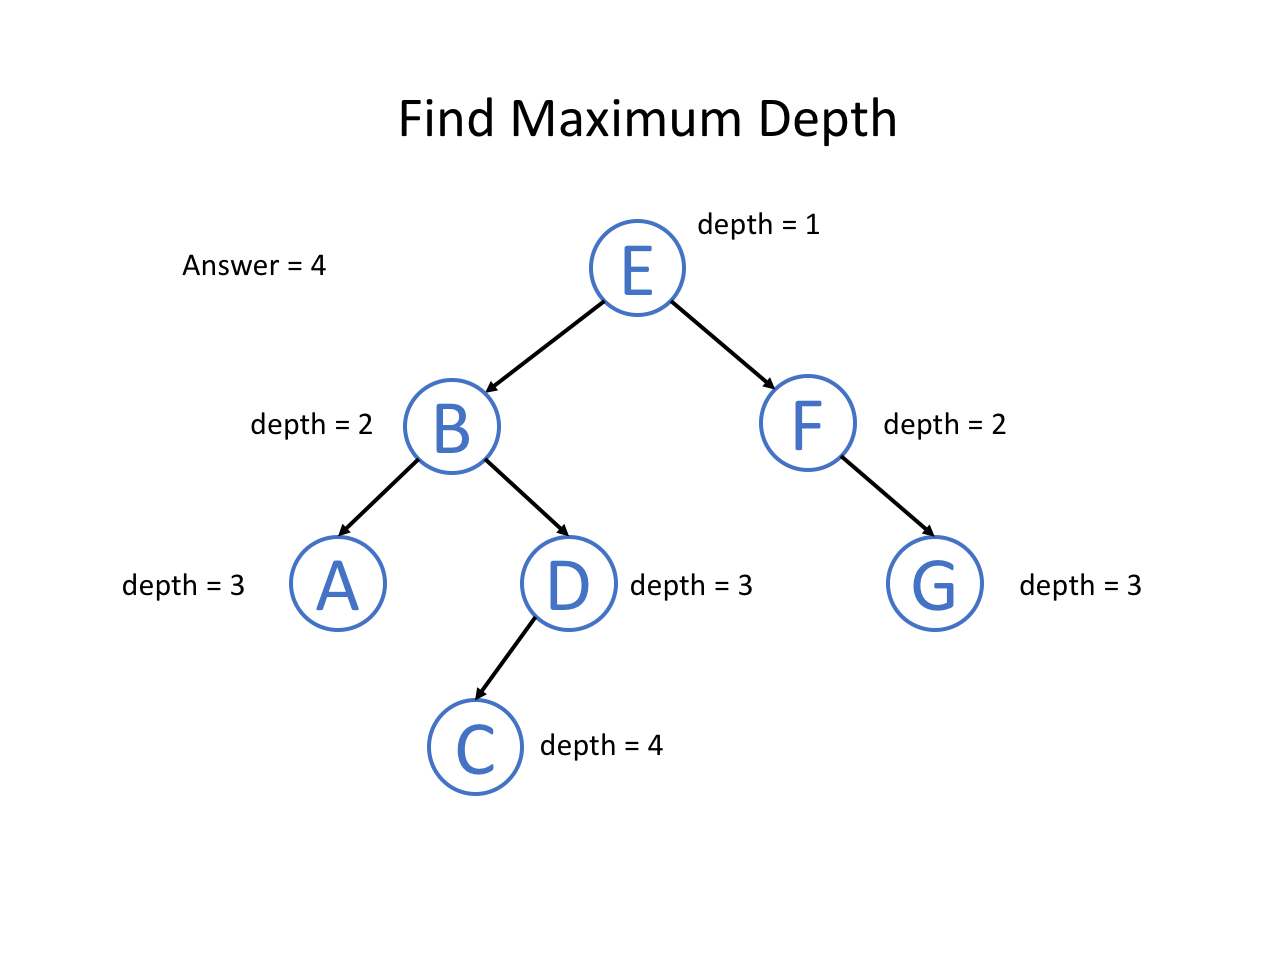 Find Maximum Depth
depth = 1
Answer = 4
E
depth = 2
B
F
depth = 2
depth = 3
A
D
depth = 3
G
depth = 3
C
depth = 4